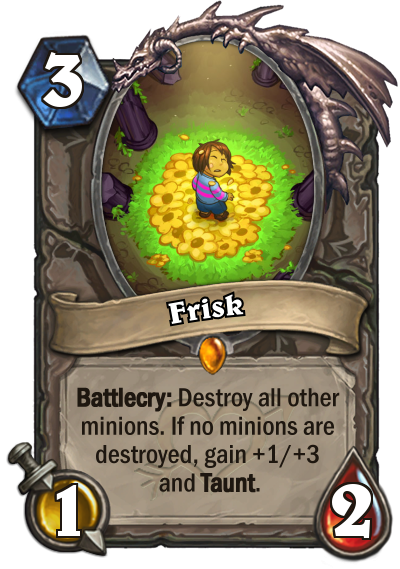 3
Frisk
Battlecry: Destroy all other
minions. If no minions are
destroyed, gain +1/+3
and Taunt.
1
2